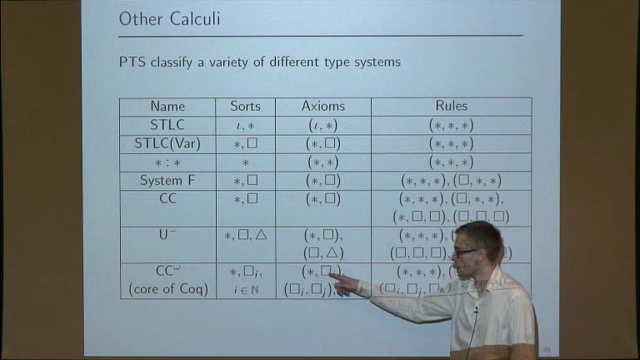 Other Calculi
PTS classify a variety of different type systems
Name Sorts Axioms Rules
STLC ι, * (ι, *) (*, *, *)
STLC(Var) *, □ (*, □) (*, *, *)
* : * * (*, *) (*, *, *)
System F *, □ (*, □) (*, *, *), (□, *, *)
CC *, □ (*, □) (*, *, *), (□, *, *),
(*, □, □), (□, □, □)
U⁻ *, □, △ (*, □), (*, *, *),
(□, △) (□, □, □),
CCω *, □ᵢ, (*, □ (*, *, *),
(core of Coq) i ∈ ℕ (□ᵢ, □ⱼ),